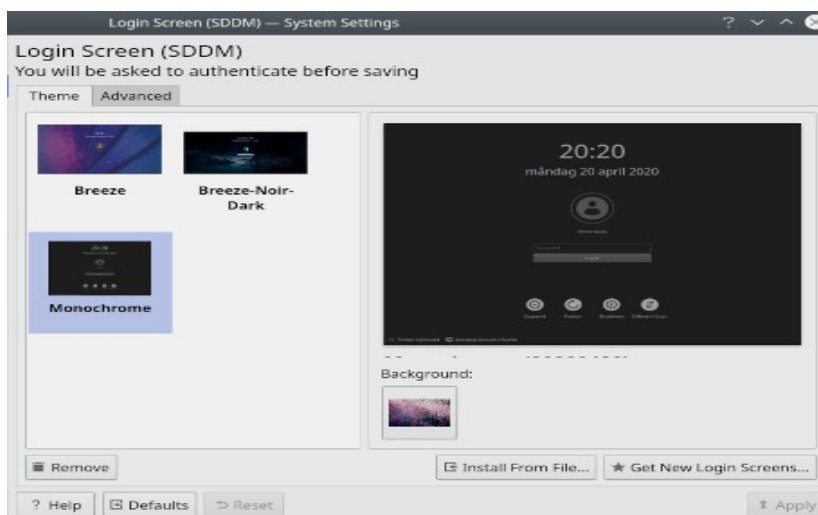 Login Screen (SDDM) — System Settings
Login Screen (SDDM)
You will be asked to authenticate before saving
Theme Advanced
Breeze
Breeze-Noir-
Dark
20:20
Monochrome
20:20
måndag 20 april 2020
Background:
Remove
Install From File...
Get New Login Screens...
? Help
Defaults
Reset
Apply